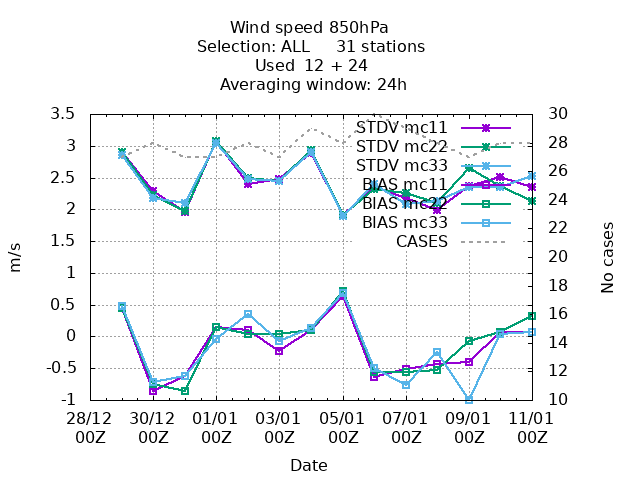 Wind speed 850hPa
Selection: ALL 31 stations
Used 12 + 24
Averaging window: 24h
3.5
3
2.5
2
1.5
1
0.5
0
-0.5
-1
m/s
30
28
26
24
22
20
18
16
14
12
10
No cases
STDV mc11
STDV mc22
STDV mc33
BIAS mc11
BIAS mc22
BIAS mc33
CASES
28/12 30/12 01/01 03/01 05/01 07/01 09/01 11/01
00Z 00Z 00Z 00Z 00Z 00Z 00Z 00Z
Date